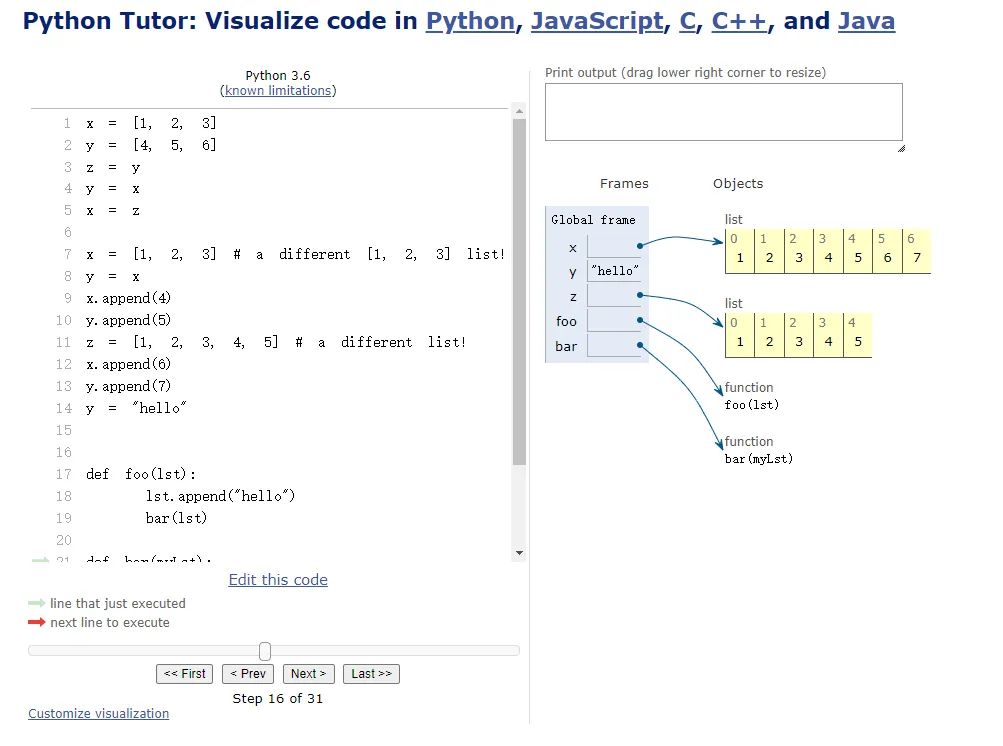 Python Tutor: Visualize code in Python, JavaScript, C, C++, and Java
Python 3.6
(known limitations)
1 x = [1, 2, 3]
2 y = [4, 5, 6]
3 z = y
4 y = x
5 x = z
6
7 x = [1, 2, 3] # a different [1, 2, 3] list!
8 y = x
9 x.append(4)
10 y.append(5)
11 z = [1, 2, 3, 4, 5] # a different list!
12 x.append(6)
13 y.append(7)
14 y = "hello"
15
16
17 def foo(lst):
18 lst.append("hello")
19 bar(lst)
20
21 def bar(myLst):
Edit this code
line that just executed
next line to execute
<< First < Prev Next > Last >>
Step 16 of 31
Customize visualization
Print output (drag lower right corner to resize)
Frames Objects
Global frame
x
y "hello"
z
foo
bar
list
0 1 2 3 4 5 6
1 2 3 4 5 6 7
list
0 1 2 3 4
1 2 3 4 5
function
foo(lst)
function
bar(myLst)